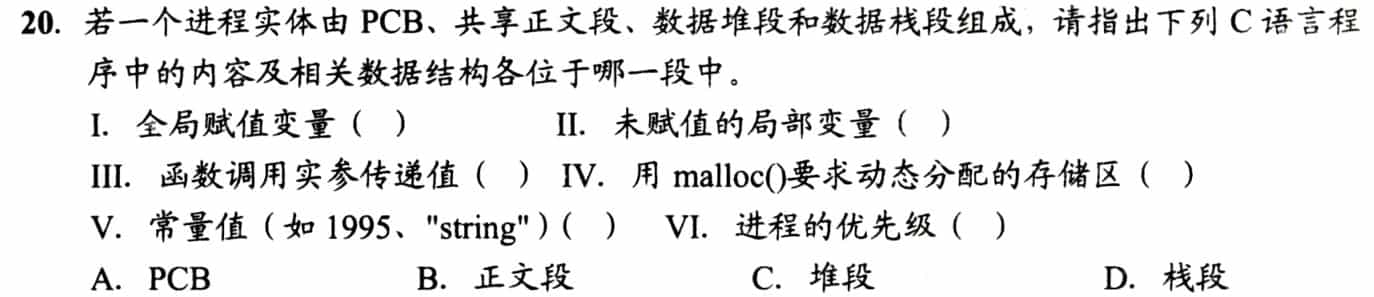 20. 若一个进程实体由 PCB、共享正文段、数据堆段和数据栈段组成，请指出下列 C 语言程
序中的内容及相关数据结构各位于哪一段中。
I. 全局赋值变量（ ） II. 未赋值的局部变量（ ）
III. 函数调用实参传递值（ ） IV. 用 malloc()要求动态分配的存储区（ ）
V. 常量值（如 1995、"string"）（ ） VI. 进程的优先级（ ）
A. PCB B. 正文段 C. 堆段 D. 栈段